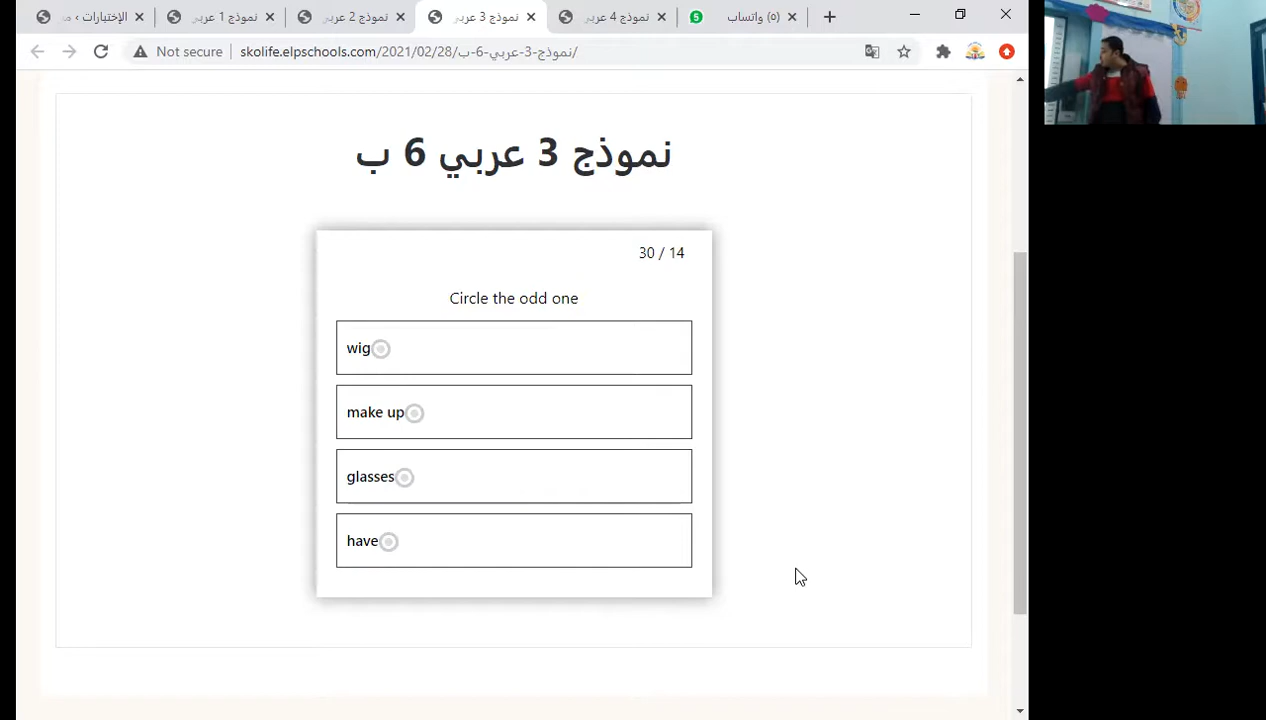 الإختبارات › مد
نموذج 1 عربي
نموذج 2 عربي
نموذج 3 عربي
نموذج 4 عربي
(٥) واتساب
Not secure
skolife.elpschools.com/2021/02/28/نموذج-3-عربي-6-ب/
نموذج 3 عربي 6 ب
30 / 14
Circle the odd one
wig
make up
glasses
have